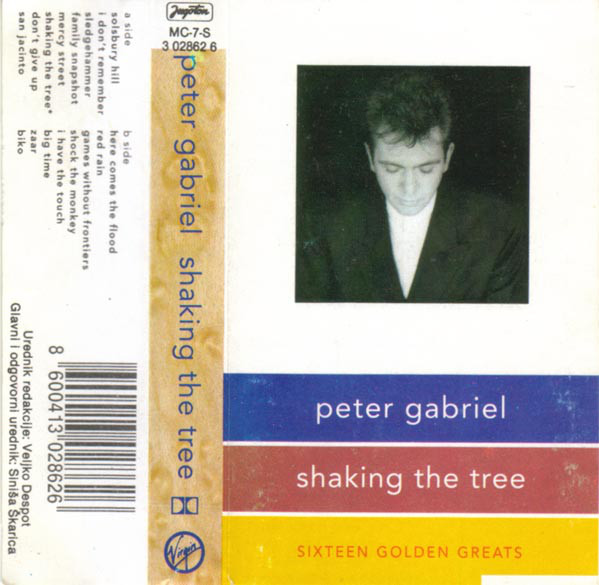 a side
solsbury hill
i don't remember
sledgehammer
family snapshot
mercy street
shaking the tree*
don't give up
san jacinto
b side
here comes the flood
red rain
games without frontiers
shock the monkey
i have the touch
big time
zaar
biko
8 600413 028626
Urednik redakcije: Veljko Despot
Glavni i odgovorni urednik: Siniša Škarica
Jugoton
MC-7-S
3 02862 6
peter gabriel shaking the tree
Virgin
peter gabriel
shaking the tree
SIXTEEN GOLDEN GREATS